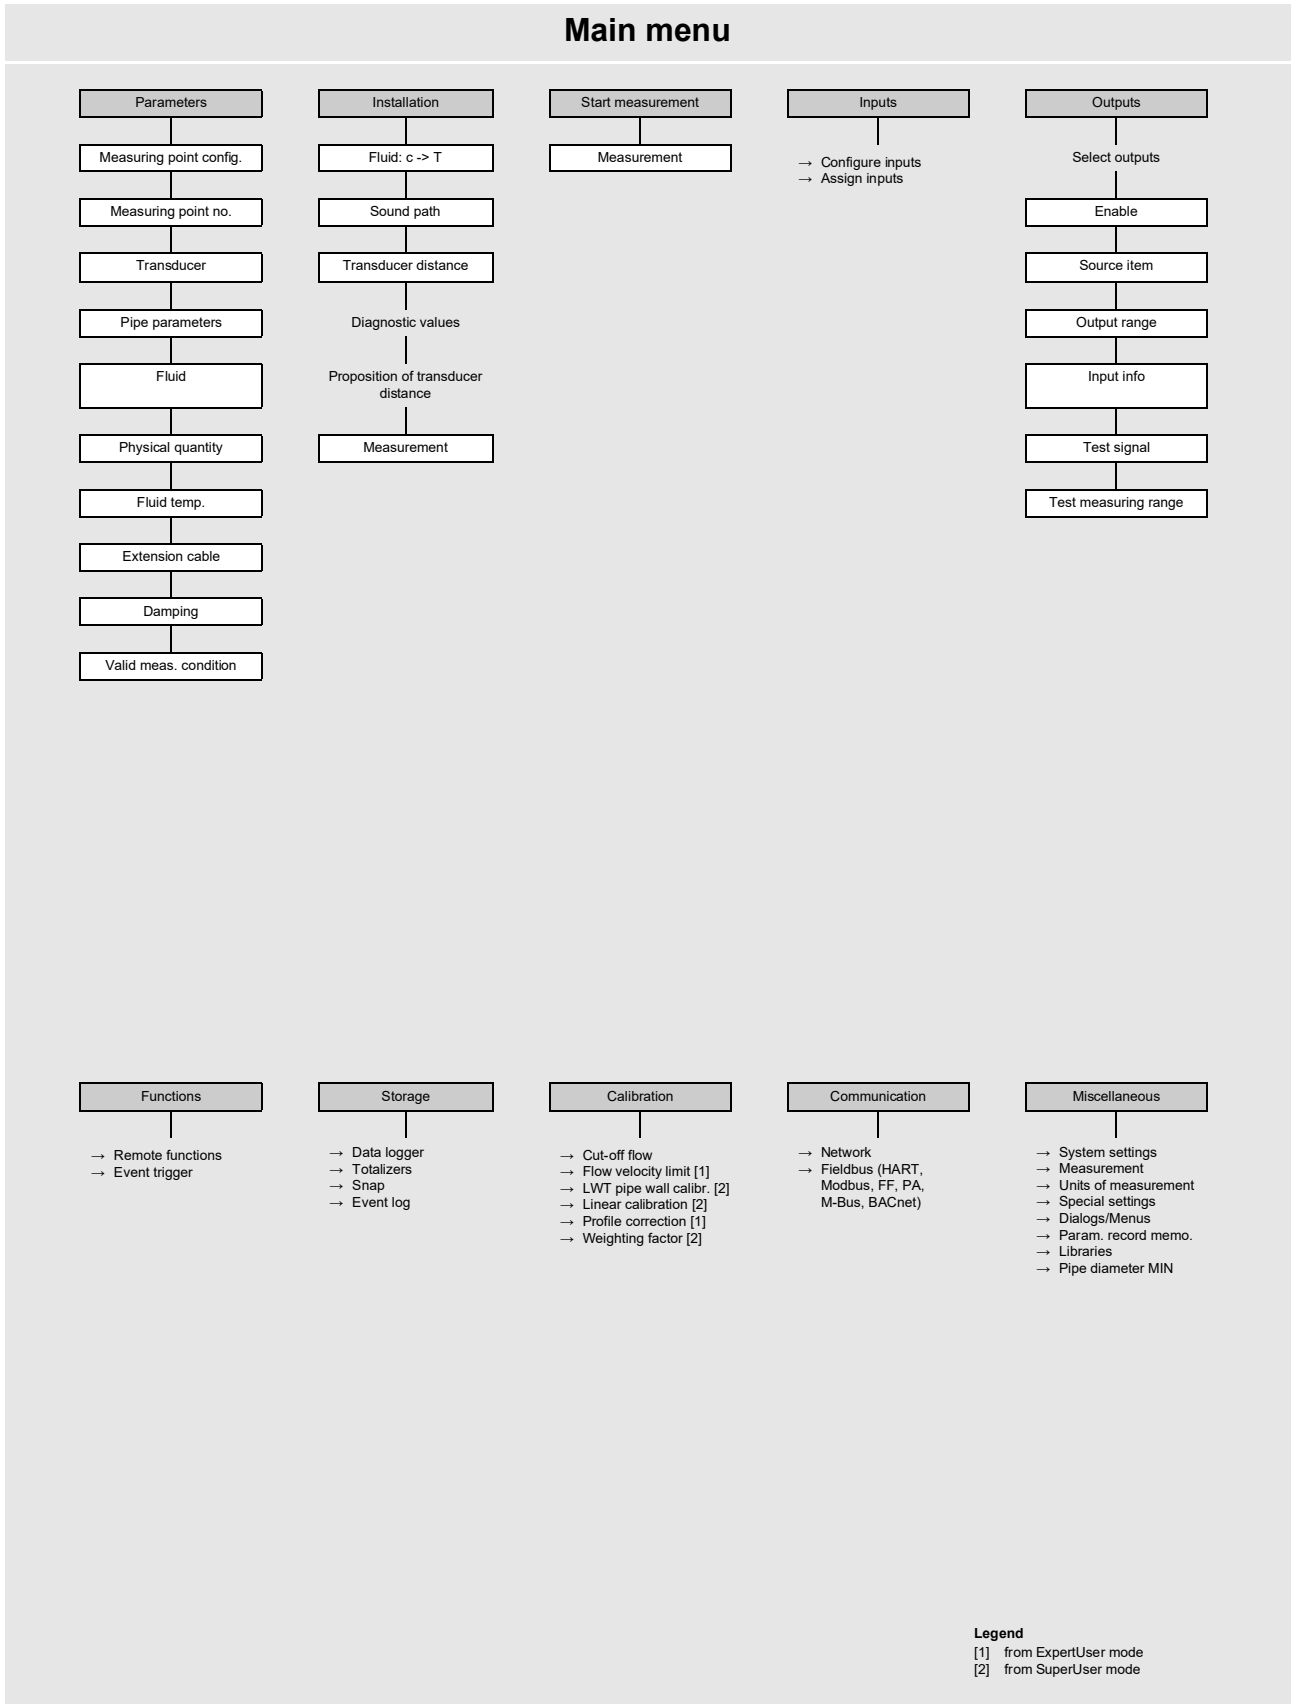 Main menu
Parameters
Measuring point config.
Measuring point no.
Transducer
Pipe parameters
Fluid
Physical quantity
Fluid temp.
Extension cable
Damping
Valid meas. condition
Installation
Fluid: c -> T
Sound path
Transducer distance
Diagnostic values
Proposition of transducer
distance
Measurement
Start measurement
Measurement
Inputs
→ Configure inputs
→ Assign inputs
Outputs
Select outputs
Enable
Source item
Output range
Input info
Test signal
Test measuring range
Functions
→ Remote functions
→ Event trigger
Storage
→ Data logger
→ Totalizers
→ Snap
→ Event log
Calibration
→ Cut-off flow
→ Flow velocity limit [1]
→ LWT pipe wall calibr. [2]
→ Linear calibration [2]
→ Profile correction [1]
→ Weighting factor [2]
Communication
→ Network
→ Fieldbus (HART,
Modbus, FF, PA,
M-Bus, BACnet)
Miscellaneous
→ System settings
→ Measurement
→ Units of measurement
→ Special settings
→ Dialogs/Menus
→ Param. record memo.
→ Libraries
→ Pipe diameter MIN
Legend
[1] from ExpertUser mode
[2] from SuperUser mode